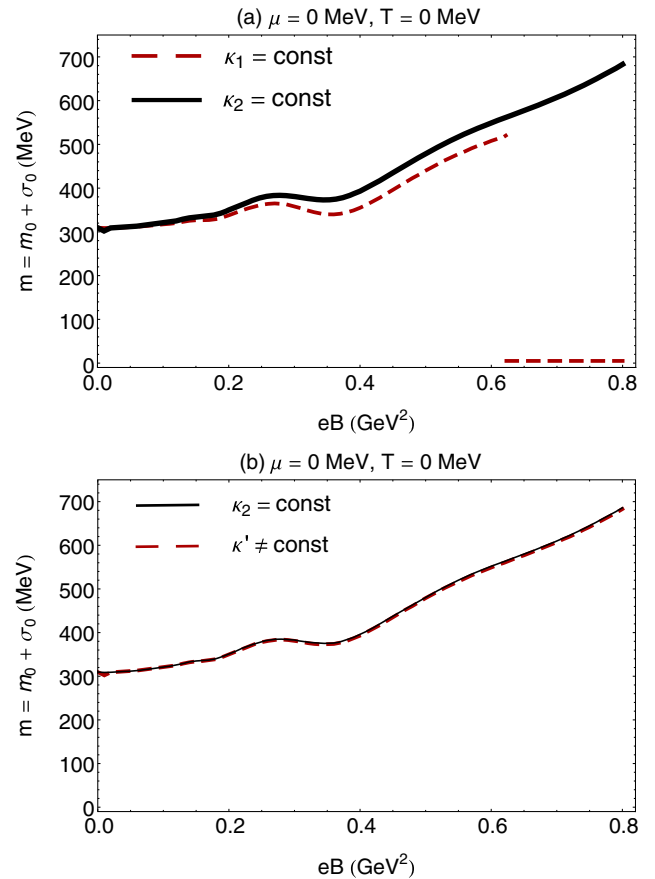 (a) μ = 0 MeV, T = 0 MeV
κ₁ = const
κ₂ = const
m = m₀ + σ₀ (MeV)
700
600
500
400
300
200
100
0
0.0 0.2 0.4 0.6 0.8
eB (GeV²)
(b) μ = 0 MeV, T = 0 MeV
κ₂ = const
κ' ≠ const
m = m₀ + σ₀ (MeV)
700
600
500
400
300
200
100
0
0.0 0.2 0.4 0.6 0.8
eB (GeV²)